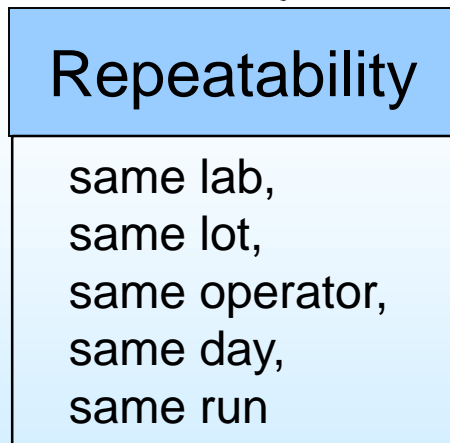 Repeatability
same lab,
same lot,
same operator,
same day,
same run